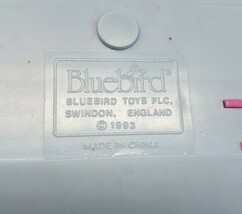 Bluebird®
BLUEBIRD TOYS PLC,
SWINDON, ENGLAND
© 1993
MADE IN CHINA